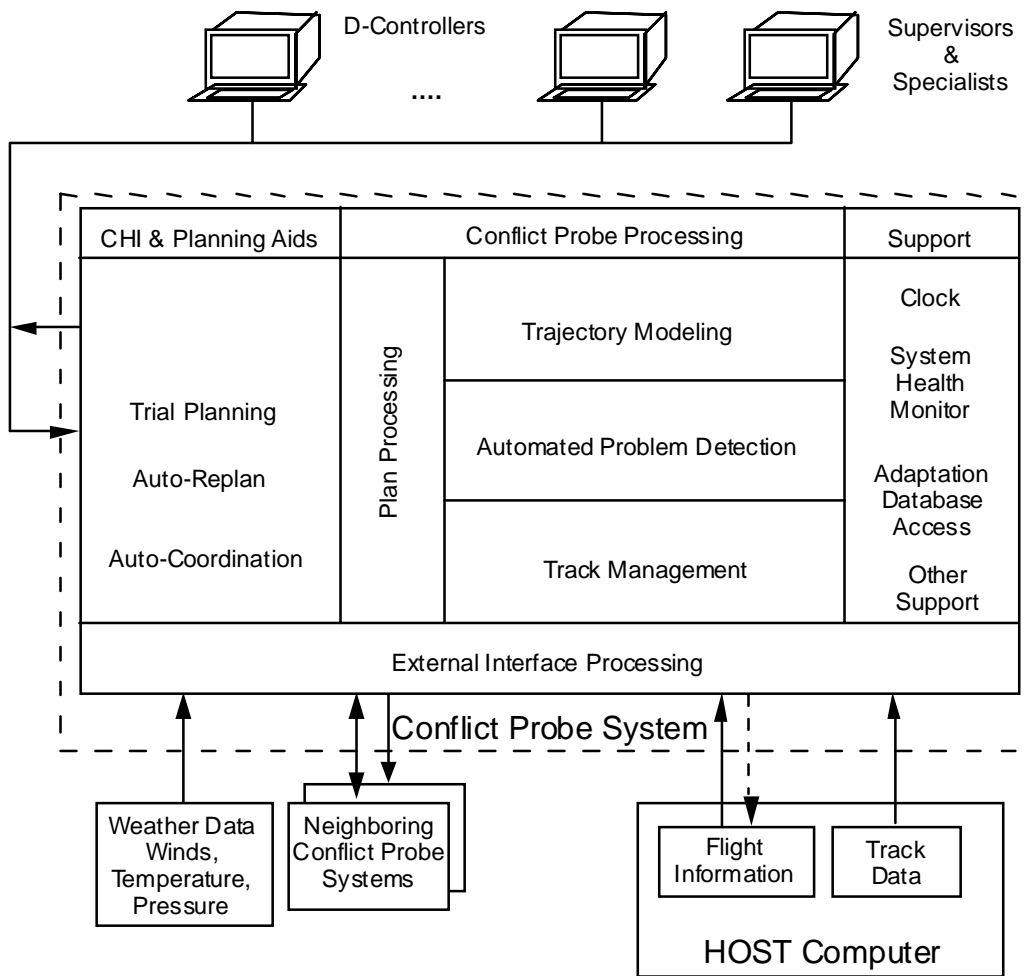 D-Controllers
....
Supervisors
&
Specialists
CHI & Planning Aids
Conflict Probe Processing
Support
Trial Planning
Auto-Replan
Auto-Coordination
Plan Processing
Trajectory Modeling
Automated Problem Detection
Track Management
Clock
System
Health
Monitor
Adaptation
Database
Access
Other
Support
External Interface Processing
Conflict Probe System
Weather Data
Winds,
Temperature,
Pressure
Neighboring
Conflict Probe
Systems
Flight
Information
Track
Data
HOST Computer